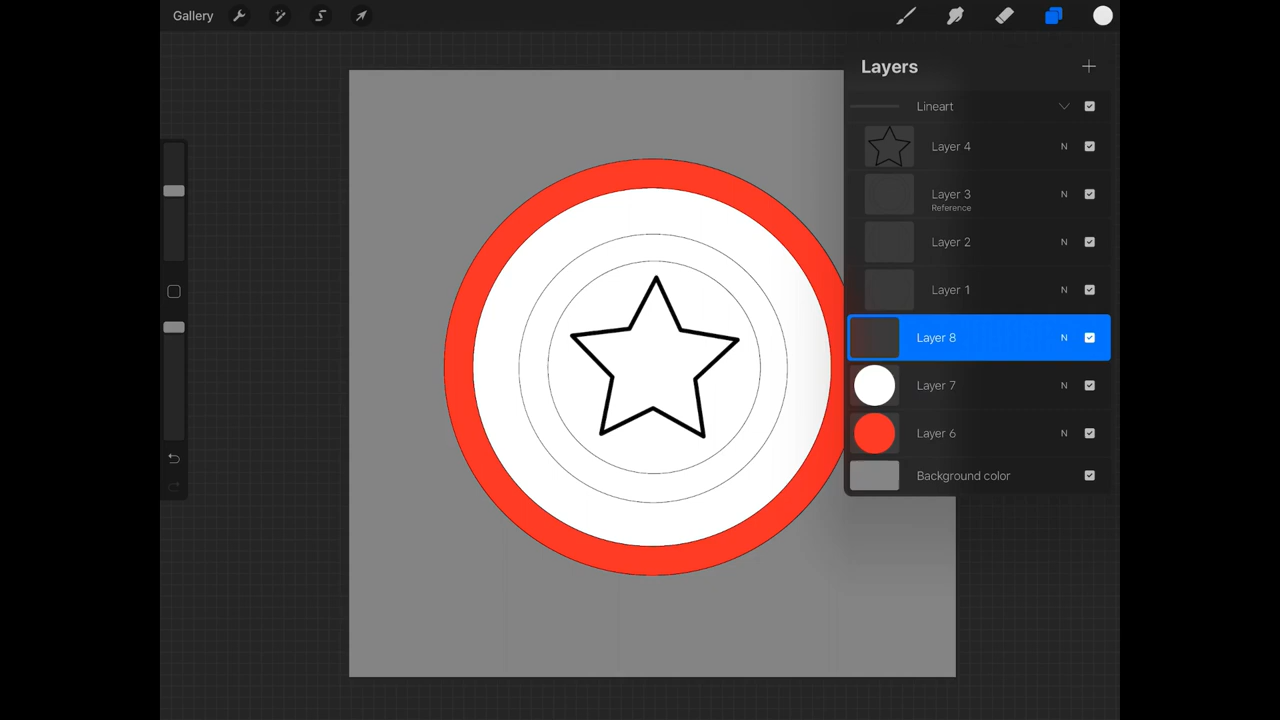 Gallery
Layers
Lineart
Layer 4 N
Layer 3 N
Reference
Layer 2 N
Layer 1 N
Layer 8 N
Layer 7 N
Layer 6 N
Background color